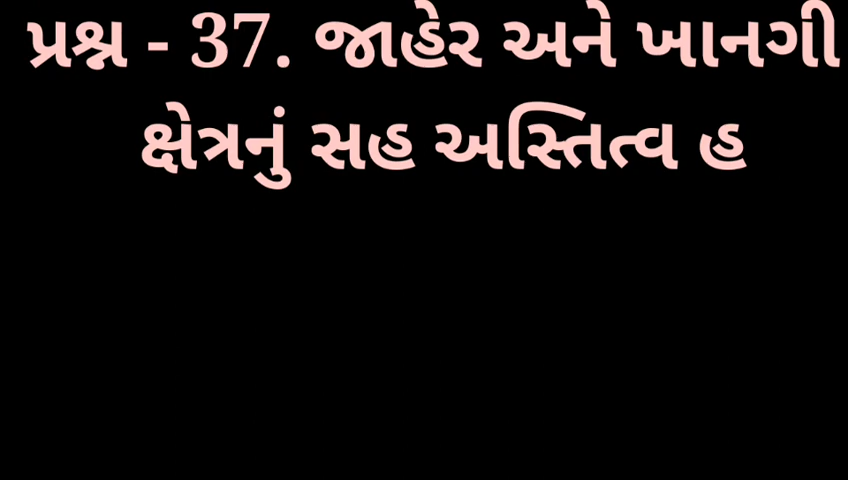 પ્રશ્ન - 37. જાહેર અને ખાનગી
ક્ષેત્રનું સહ અસ્તિત્વ હ